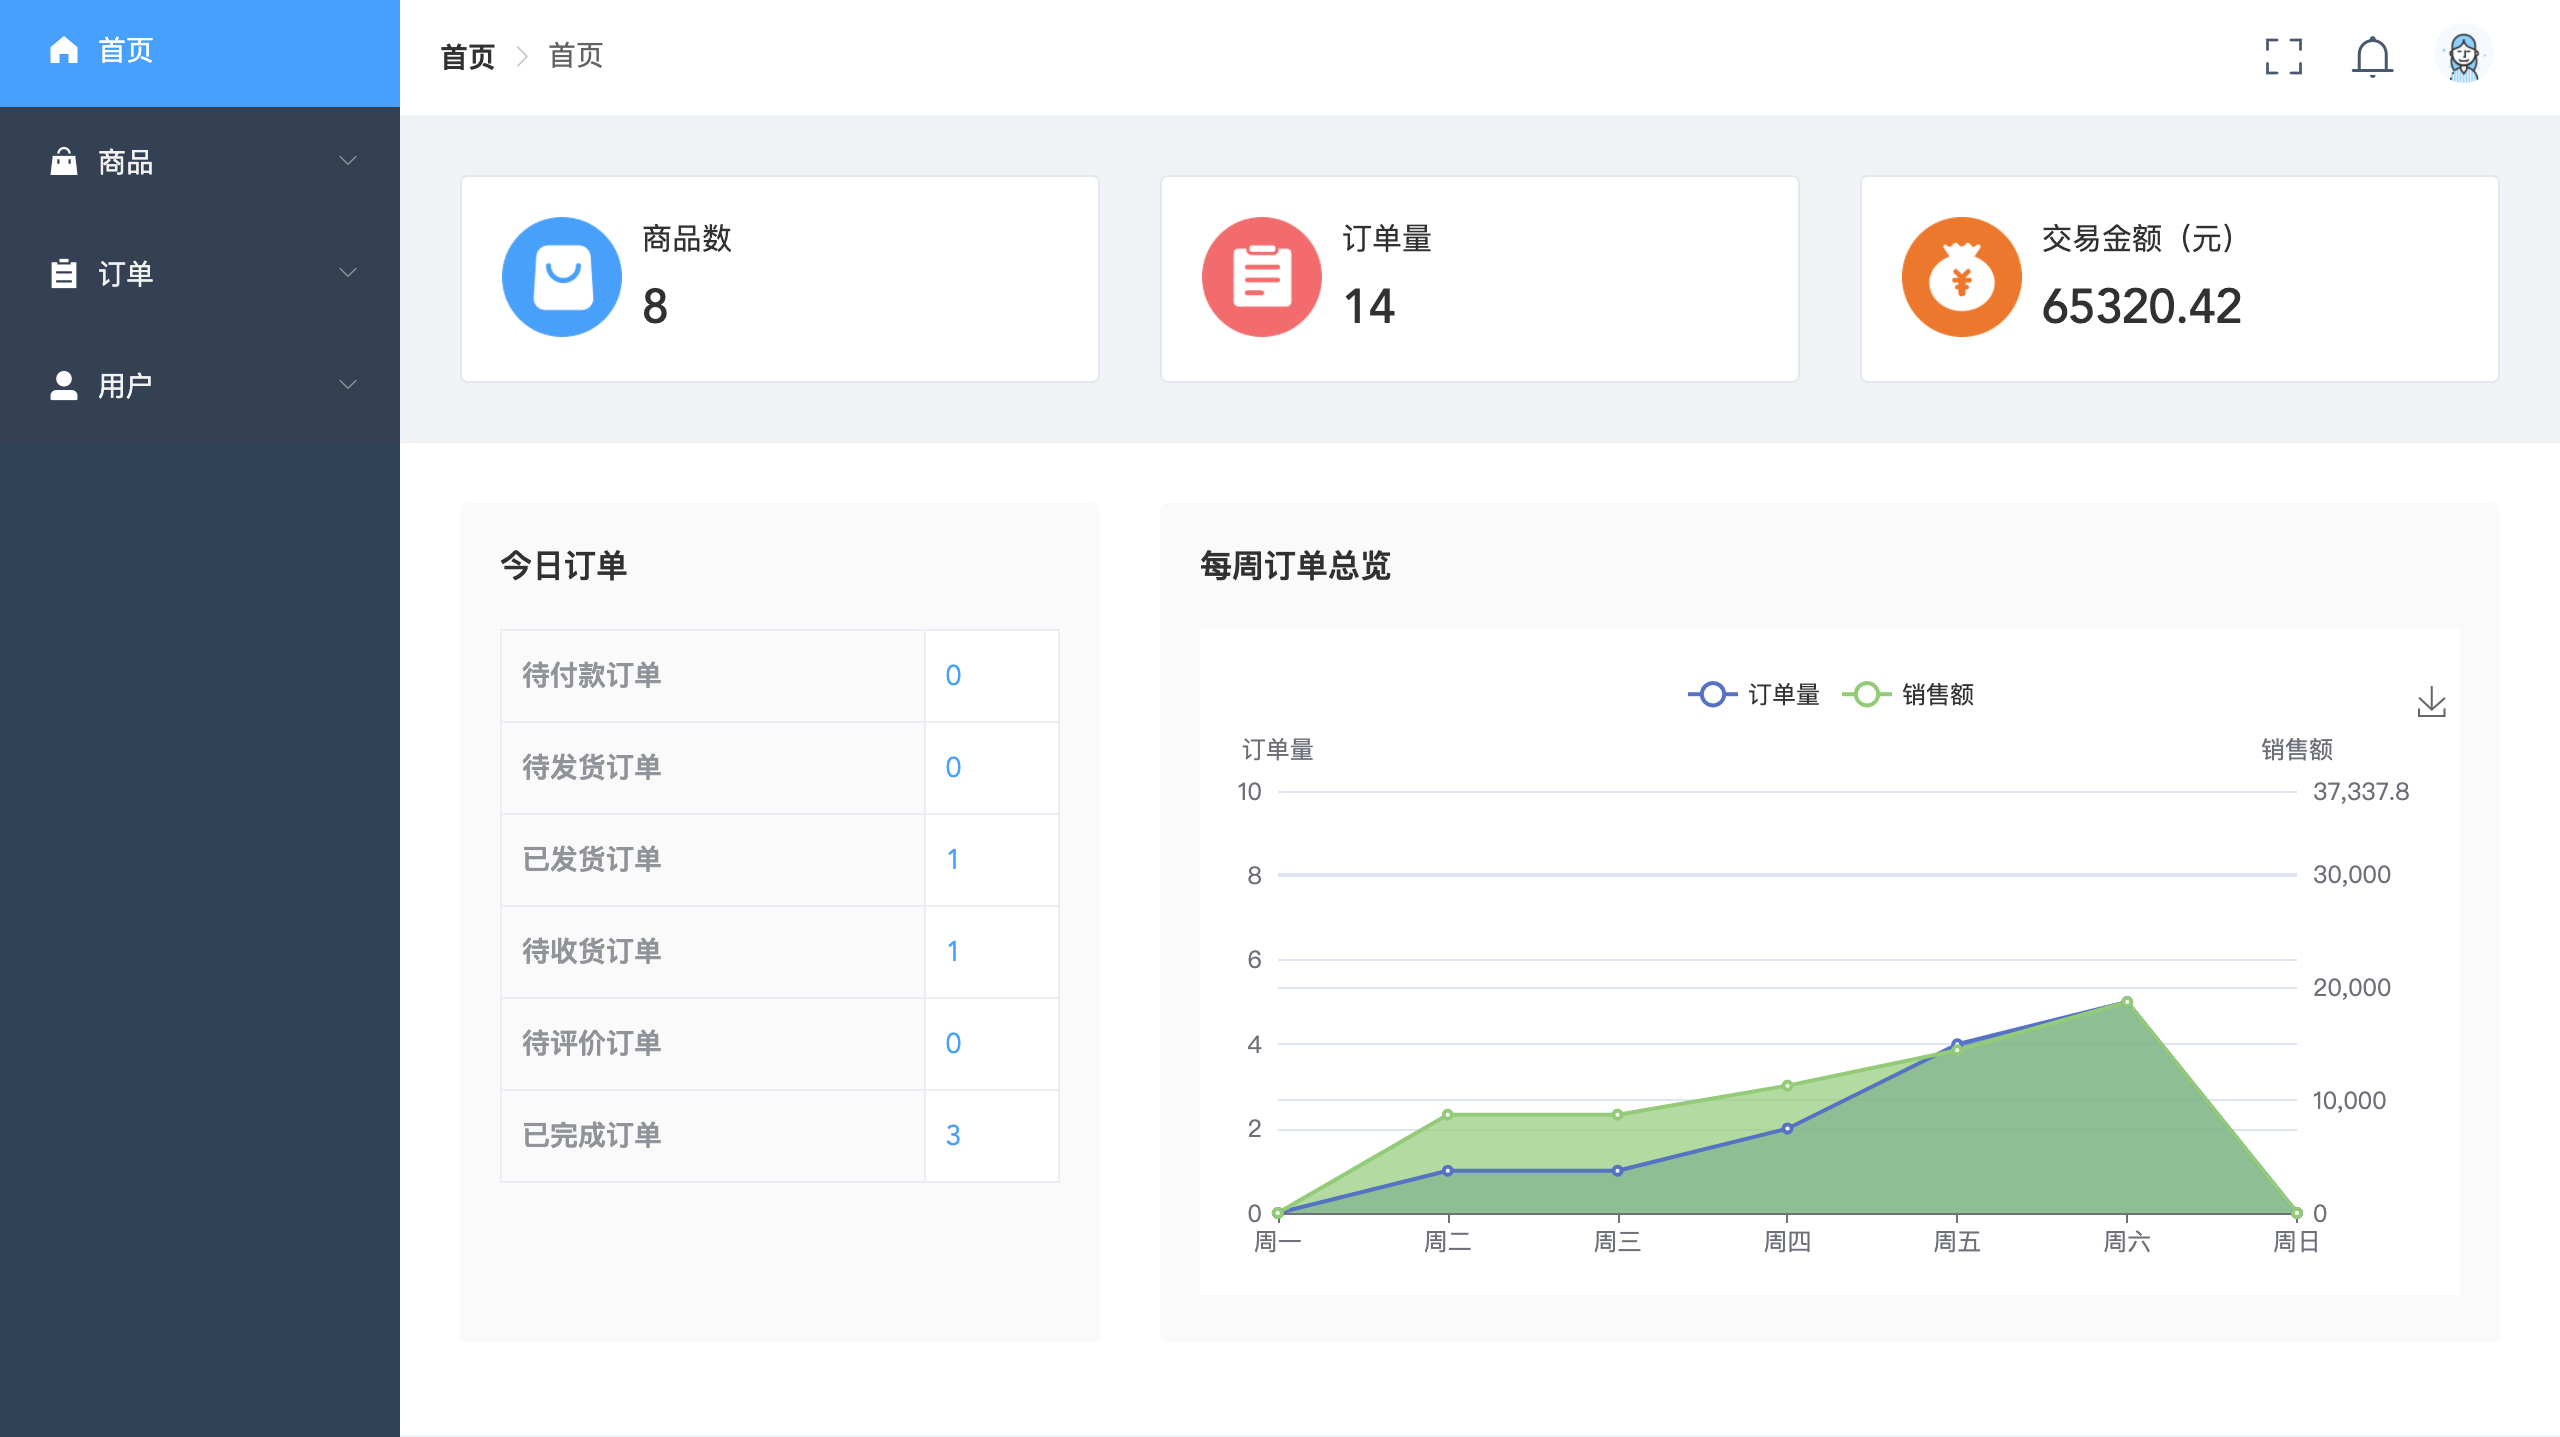 首页
商品
订单
用户
首页 首页
商品数
8
订单量
14
交易金额（元）
65320.42
今日订单
待付款订单 0
待发货订单 0
已发货订单 1
待收货订单 1
待评价订单 0
已完成订单 3
每周订单总览
订单量 销售额
订单量 销售额
10 37,337.8
8 30,000
6
20,000
4
10,000
2
0 0
周一 周二 周三 周四 周五 周六 周日